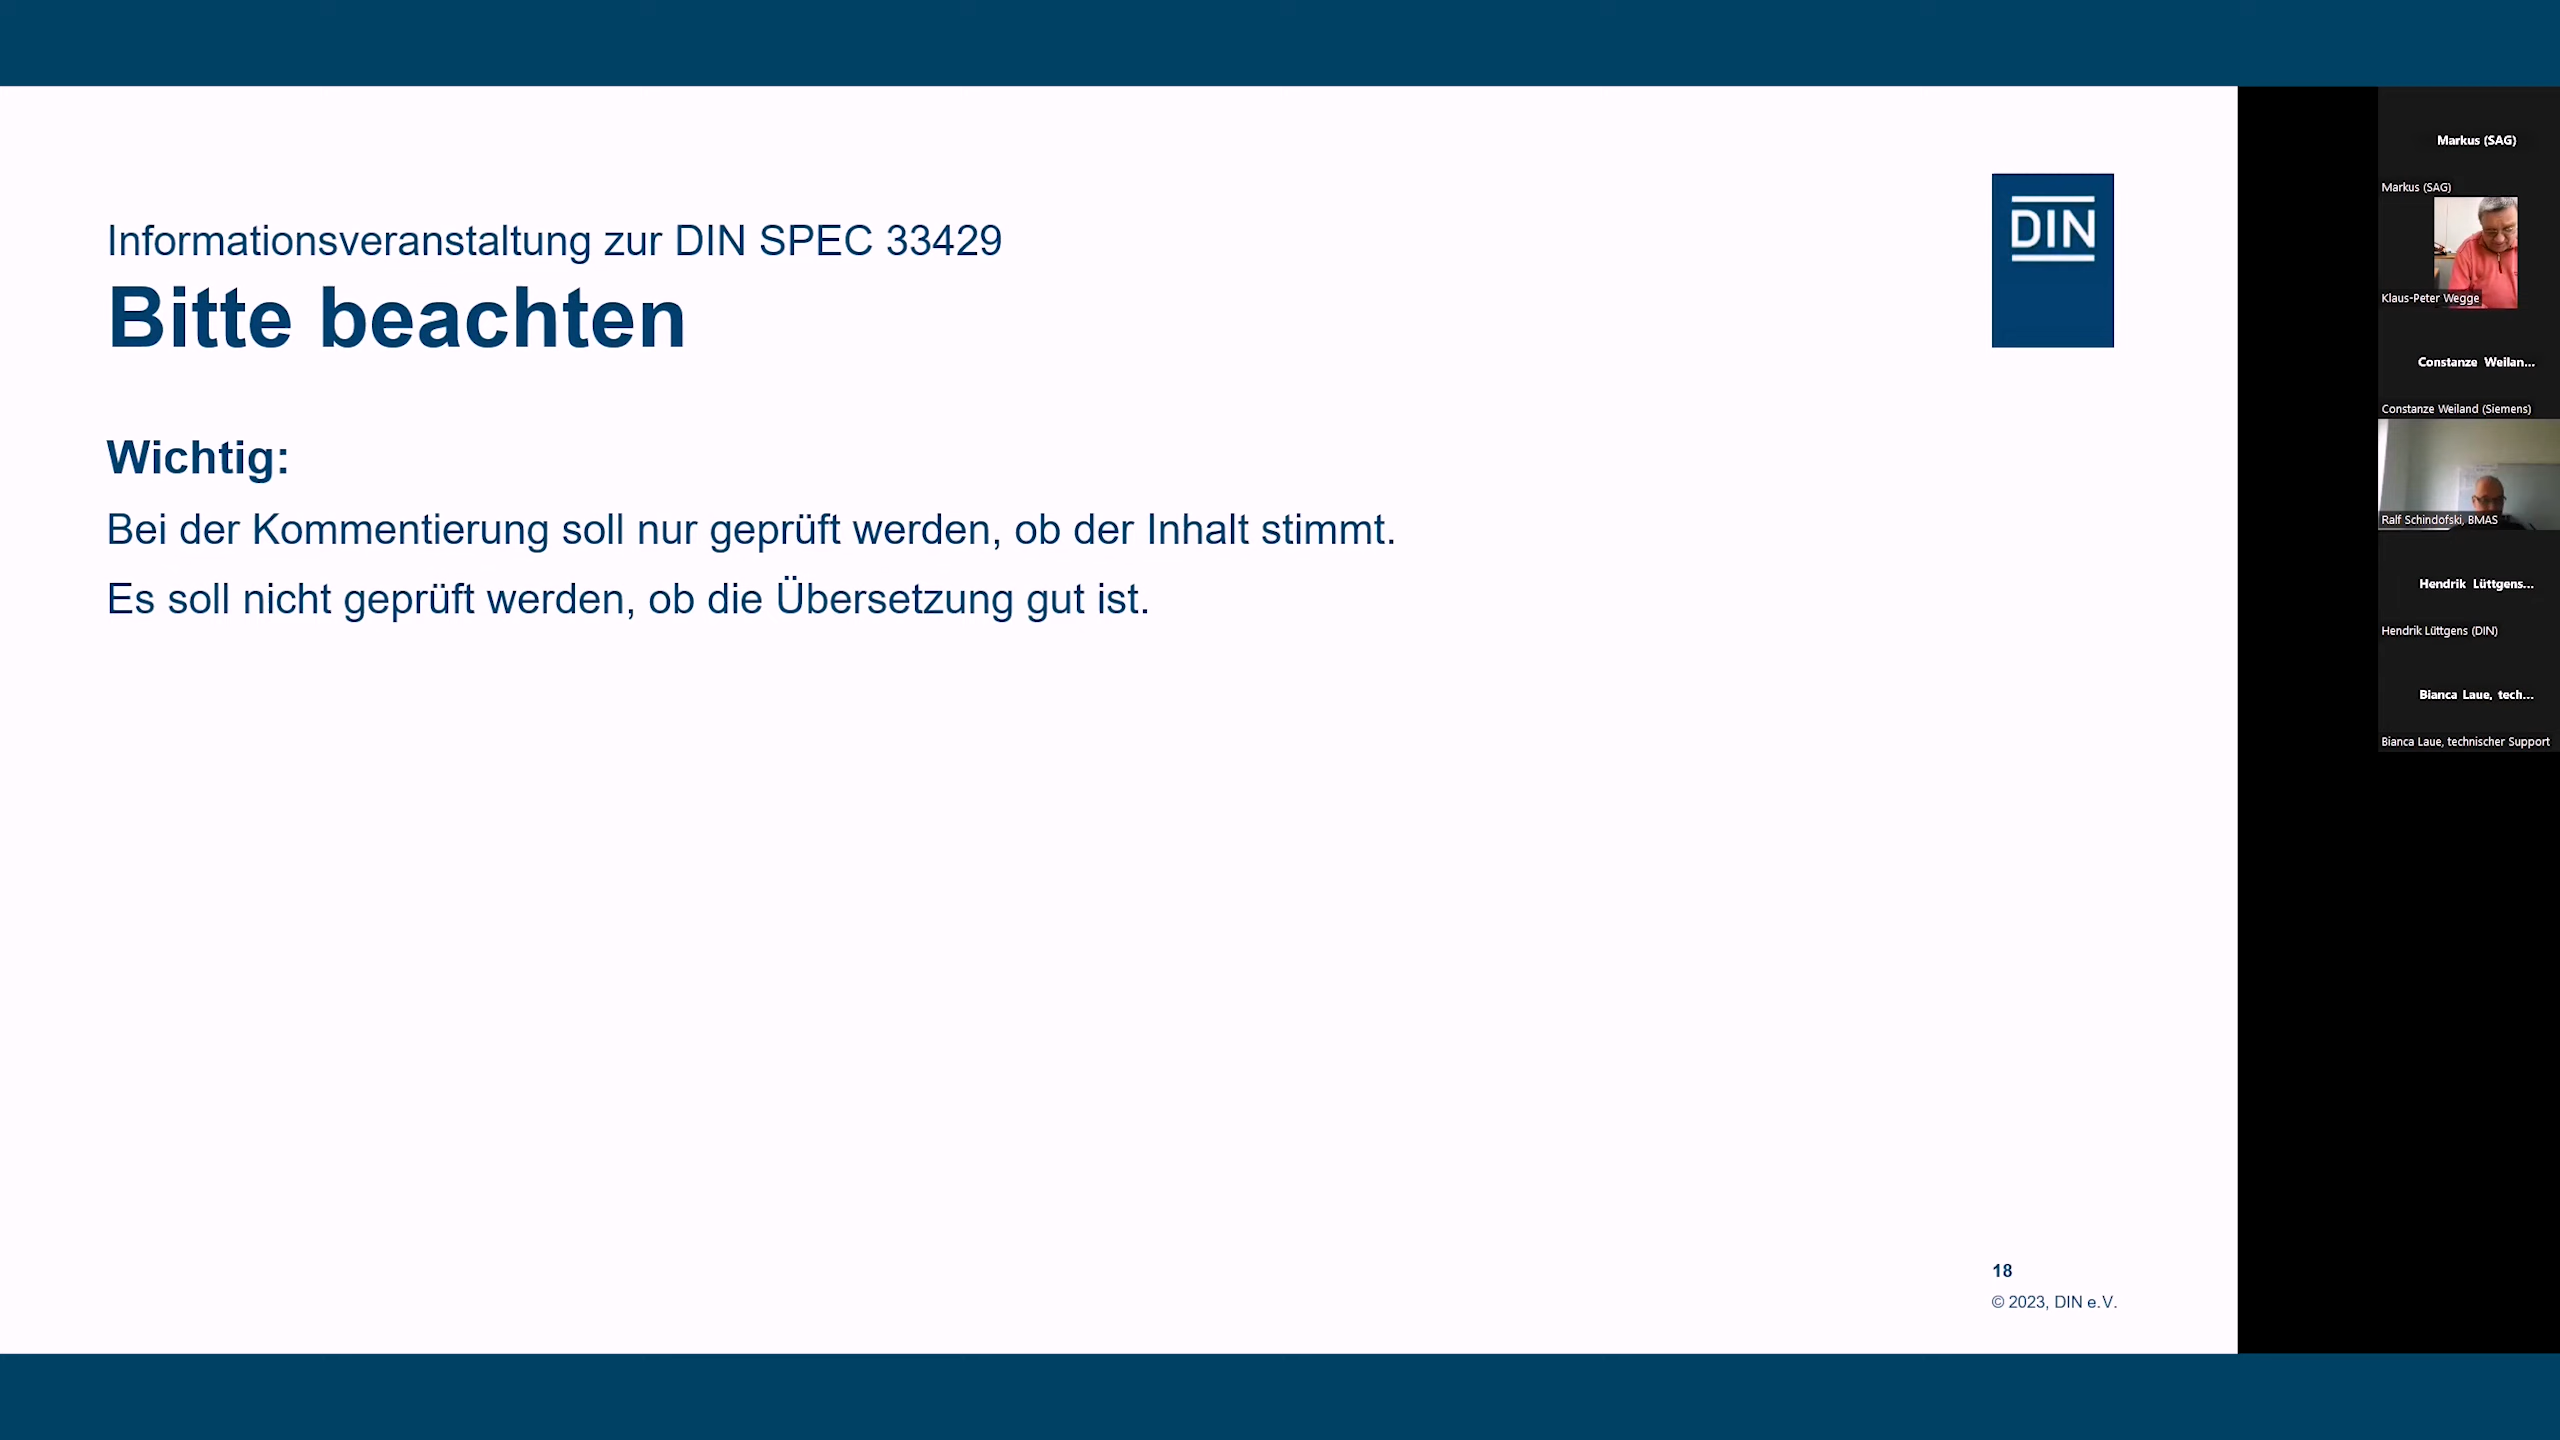 Informationsveranstaltung zur DIN SPEC 33429
Bitte beachten
DIN
Wichtig:
Bei der Kommentierung soll nur geprüft werden, ob der Inhalt stimmt.
Es soll nicht geprüft werden, ob die Übersetzung gut ist.
18
© 2023, DIN e.V.
Markus (SAG)
Markus (SAG)
Klaus-Peter Wegge
Constanze Weilan...
Constanze Weiland (Siemens)
Ralf Schindofski, BMAS
Hendrik Lüttgens...
Hendrik Lüttgens (DIN)
Bianca Laue, tech...
Bianca Laue, technischer Support